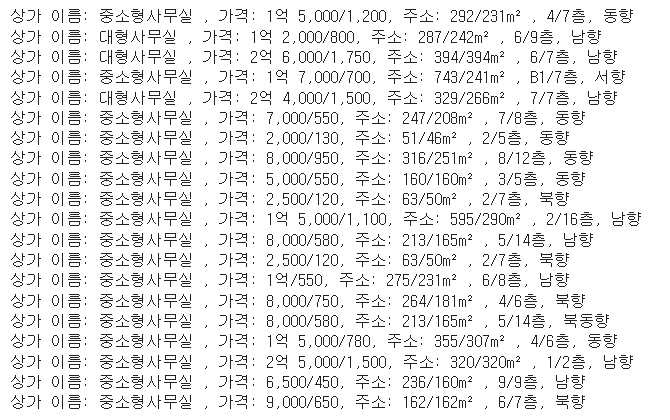 상가 이름: 중소형사무실 , 가격: 1억 5,000/1,200, 주소: 292/231m² , 4/7층, 동향
상가 이름: 대형사무실 , 가격: 1억 2,000/800, 주소: 287/242m² , 6/9층, 남향
상가 이름: 대형사무실 , 가격: 2억 6,000/1,750, 주소: 394/394m² , 6/7층, 남향
상가 이름: 중소형사무실 , 가격: 1억 7,000/700, 주소: 743/241m² , B1/7층, 서향
상가 이름: 대형사무실 , 가격: 2억 4,000/1,500, 주소: 329/266m² , 7/7층, 남향
상가 이름: 중소형사무실 , 가격: 7,000/550, 주소: 247/208m² , 7/8층, 동향
상가 이름: 중소형사무실 , 가격: 2,000/130, 주소: 51/46m² , 2/5층, 동향
상가 이름: 중소형사무실 , 가격: 8,000/950, 주소: 316/251m² , 8/12층, 동향
상가 이름: 중소형사무실 , 가격: 5,000/550, 주소: 160/160m² , 3/5층, 동향
상가 이름: 중소형사무실 , 가격: 2,500/120, 주소: 63/50m² , 2/7층, 북향
상가 이름: 중소형사무실 , 가격: 1억 5,000/1,100, 주소: 595/290m² , 2/16층, 남향
상가 이름: 중소형사무실 , 가격: 8,000/580, 주소: 213/165m² , 5/14층, 남향
상가 이름: 중소형사무실 , 가격: 2,500/120, 주소: 63/50m² , 2/7층, 북향
상가 이름: 중소형사무실 , 가격: 1억/550, 주소: 275/231m² , 6/8층, 남향
상가 이름: 중소형사무실 , 가격: 8,000/750, 주소: 264/181m² , 4/6층, 북향
상가 이름: 중소형사무실 , 가격: 8,000/580, 주소: 213/165m² , 5/14층, 북동향
상가 이름: 중소형사무실 , 가격: 1억 5,000/780, 주소: 355/307m² , 4/6층, 동향
상가 이름: 중소형사무실 , 가격: 2억 5,000/1,500, 주소: 320/320m² , 1/2층, 남향
상가 이름: 중소형사무실 , 가격: 6,500/450, 주소: 236/160m² , 9/9층, 남향
상가 이름: 중소형사무실 , 가격: 9,000/650, 주소: 162/162m² , 6/7층, 북향